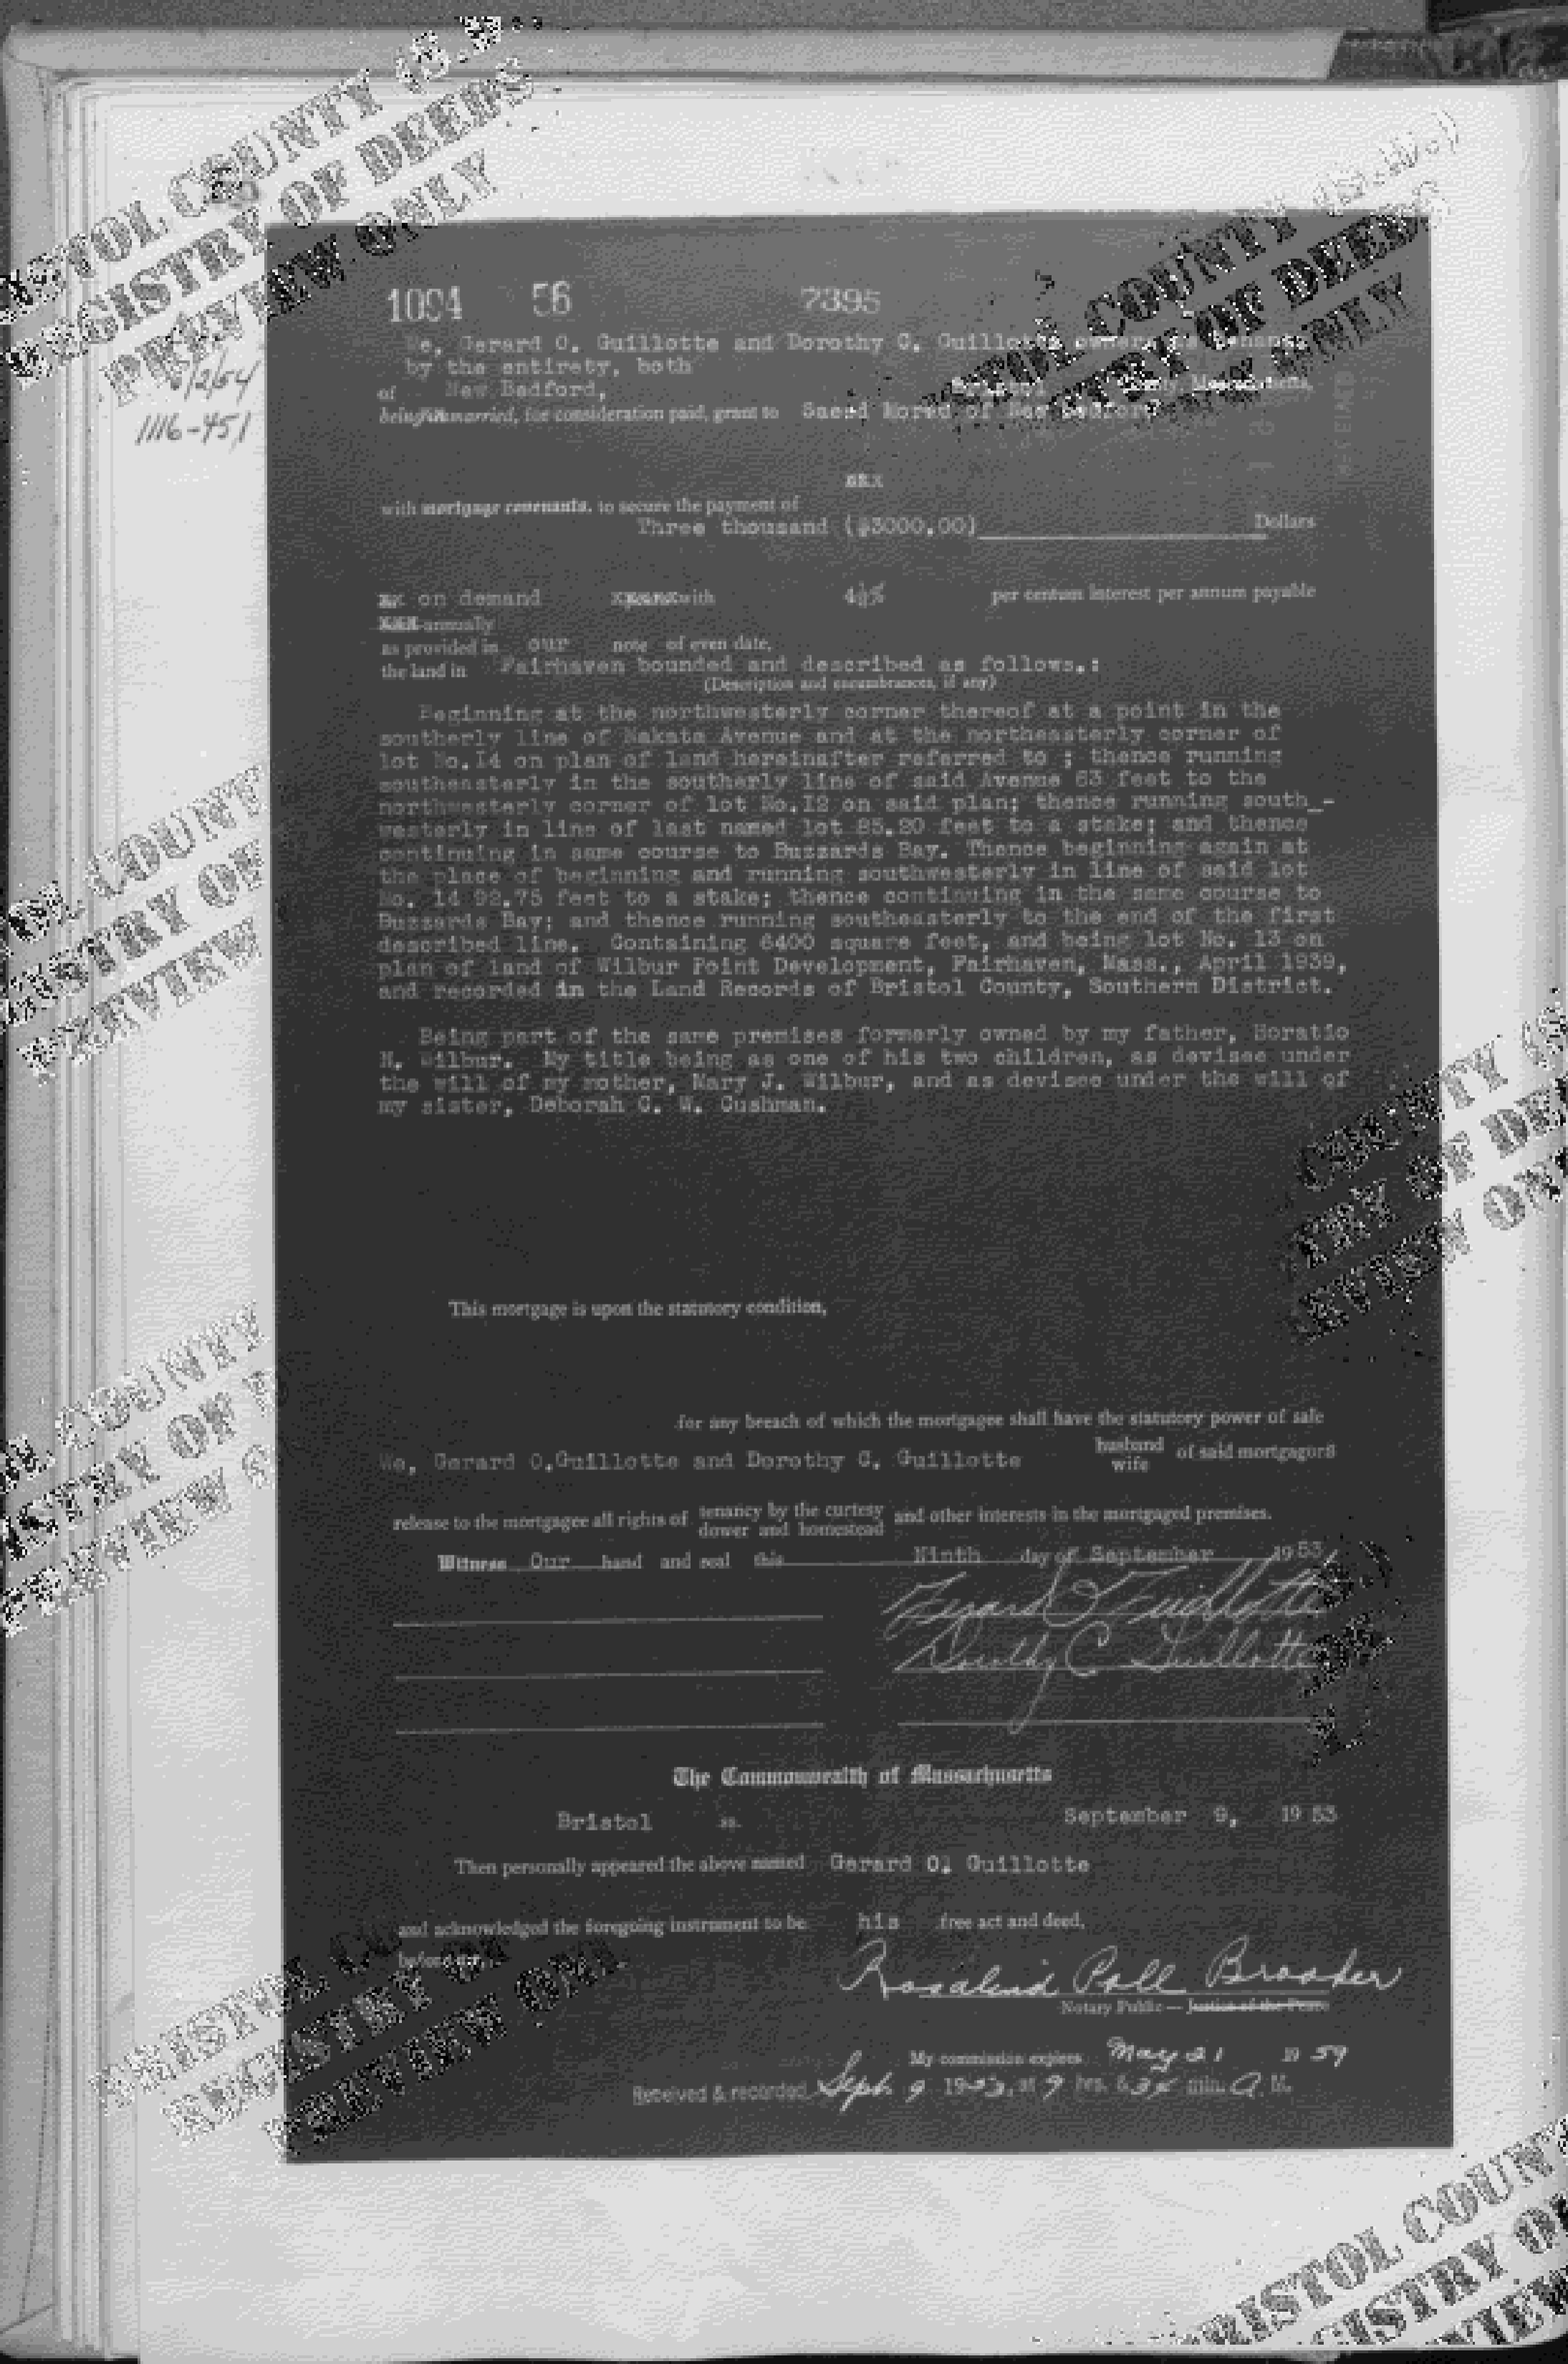 BRISTOL COUNTY (S.D.)
REGISTRY OF DEEDS
PREVIEW ONLY
1094 56 7395
We, Gerard O. Guillotte and Dorothy C. Guillotte owners as tenants
by the entirety, both
of New Bedford, Bristol County, Massachusetts,
being married, for consideration paid, grant to Saeed Mored of New Bedford
6/2/54
1116-451
with mortgage covenants, to secure the payment of
Three thousand ($3000.00) Dollars
on demand with 4½% per centum interest per annum payable
annually
as provided in our note of even date,
the land in Fairhaven bounded and described as follows.:
(Description and encumbrances, if any)
Beginning at the northwesterly corner thereof at a point in the
southerly line of Nakata Avenue and at the northeasterly corner of
lot No.14 on plan of land hereinafter referred to ; thence running
southeasterly in the southerly line of said Avenue 63 feet to the
northwesterly corner of lot No.12 on said plan; thence running south_-
westerly in line of last named lot 85.20 feet to a stake; and thence
continuing in same course to Buzzards Bay. Thence beginning again at
the place of beginning and running southwesterly in line of said lot
No. 14 92.75 feet to a stake; thence continuing in the same course to
Buzzards Bay; and thence running southeasterly to the end of the first
described line. Containing 6400 square feet, and being lot No. 13 on
plan of land of Wilbur Point Development, Fairhaven, Mass., April 1939,
and recorded in the Land Records of Bristol County, Southern District.
Being part of the same premises formerly owned by my father, Horatio
N. Wilbur. My title being as one of his two children, as devisee under
the will of my mother, Mary J. Wilbur, and as devisee under the will of
my sister, Deborah C. W. Cushman.
This mortgage is upon the statutory condition,
for any breach of which the mortgagee shall have the statutory power of sale
We, Gerard O.Guillotte and Dorothy C. Guillotte husband wife of said mortgagors
release to the mortgagee all rights of tenancy by the curtesy dower and homestead and other interests in the mortgaged premises.
Witness Our hand and seal this Ninth day of September 1953
Gerard O Guillotte
Dorothy C Guillotte
The Commonwealth of Massachusetts
Bristol ss. September 9, 1953
Then personally appeared the above named Gerard O. Guillotte
and acknowledged the foregoing instrument to be his free act and deed,
before me,
Rosalind Poll Brooker
Notary Public — Justice of the Peace
My commission expires May 21 1959
Received & recorded Sept. 9 1953, at 9 hrs. & min. A. M.